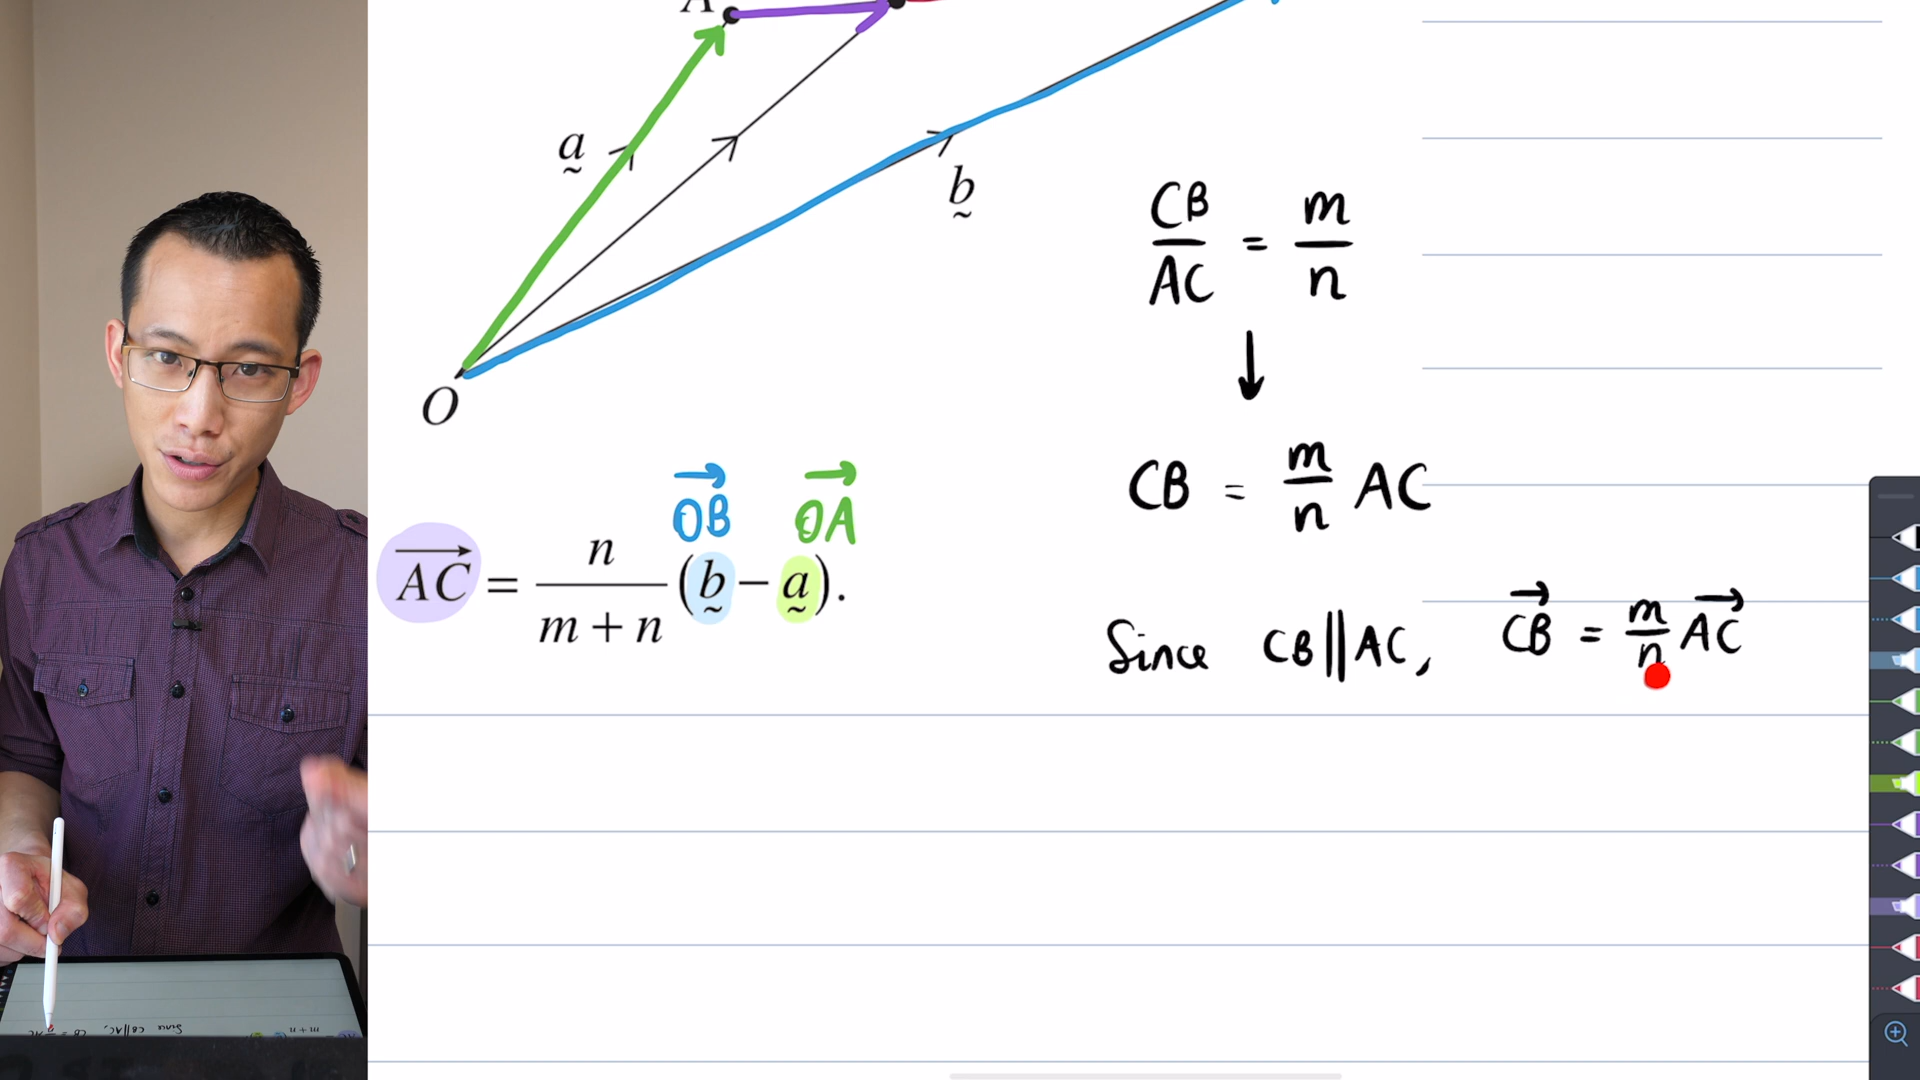 A
a
b
O
CB/AC = m/n
↓
CB = m/n AC
→OB →OA
→AC = n/(m + n) (b − a).
Since CB ∥ AC, →CB = m/n →AC